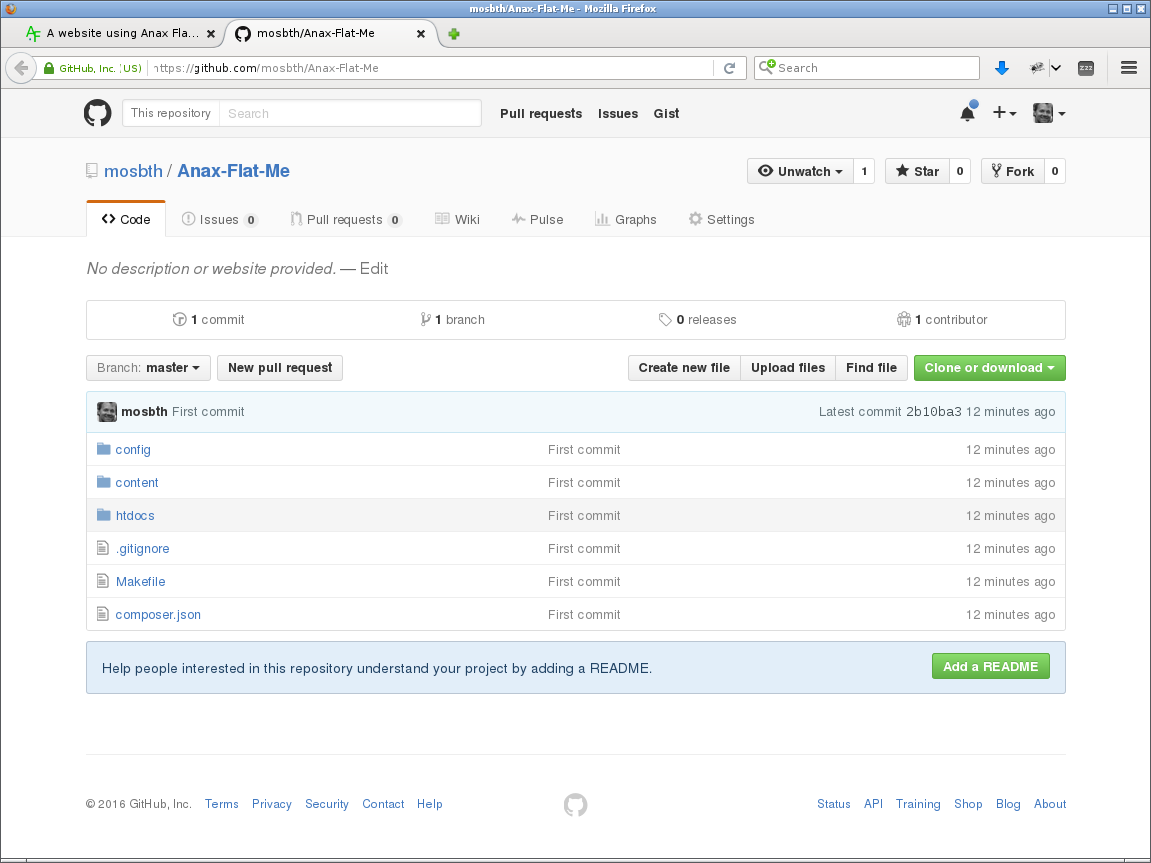 mosbth/Anax-Flat-Me - Mozilla Firefox
A website using Anax Fla... mosbth/Anax-Flat-Me
GitHub, Inc. (US) https://github.com/mosbth/Anax-Flat-Me Search zzz
This repository Search Pull requests Issues Gist
mosbth / Anax-Flat-Me Unwatch 1 Star 0 Fork 0
Code Issues 0 Pull requests 0 Wiki Pulse Graphs Settings
No description or website provided. — Edit
1 commit 1 branch 0 releases 1 contributor
Branch: master New pull request Create new file Upload files Find file Clone or download
mosbth First commit Latest commit 2b10ba3 12 minutes ago
config First commit 12 minutes ago
content First commit 12 minutes ago
htdocs First commit 12 minutes ago
.gitignore First commit 12 minutes ago
Makefile First commit 12 minutes ago
composer.json First commit 12 minutes ago
Help people interested in this repository understand your project by adding a README. Add a README
© 2016 GitHub, Inc. Terms Privacy Security Contact Help Status API Training Shop Blog About